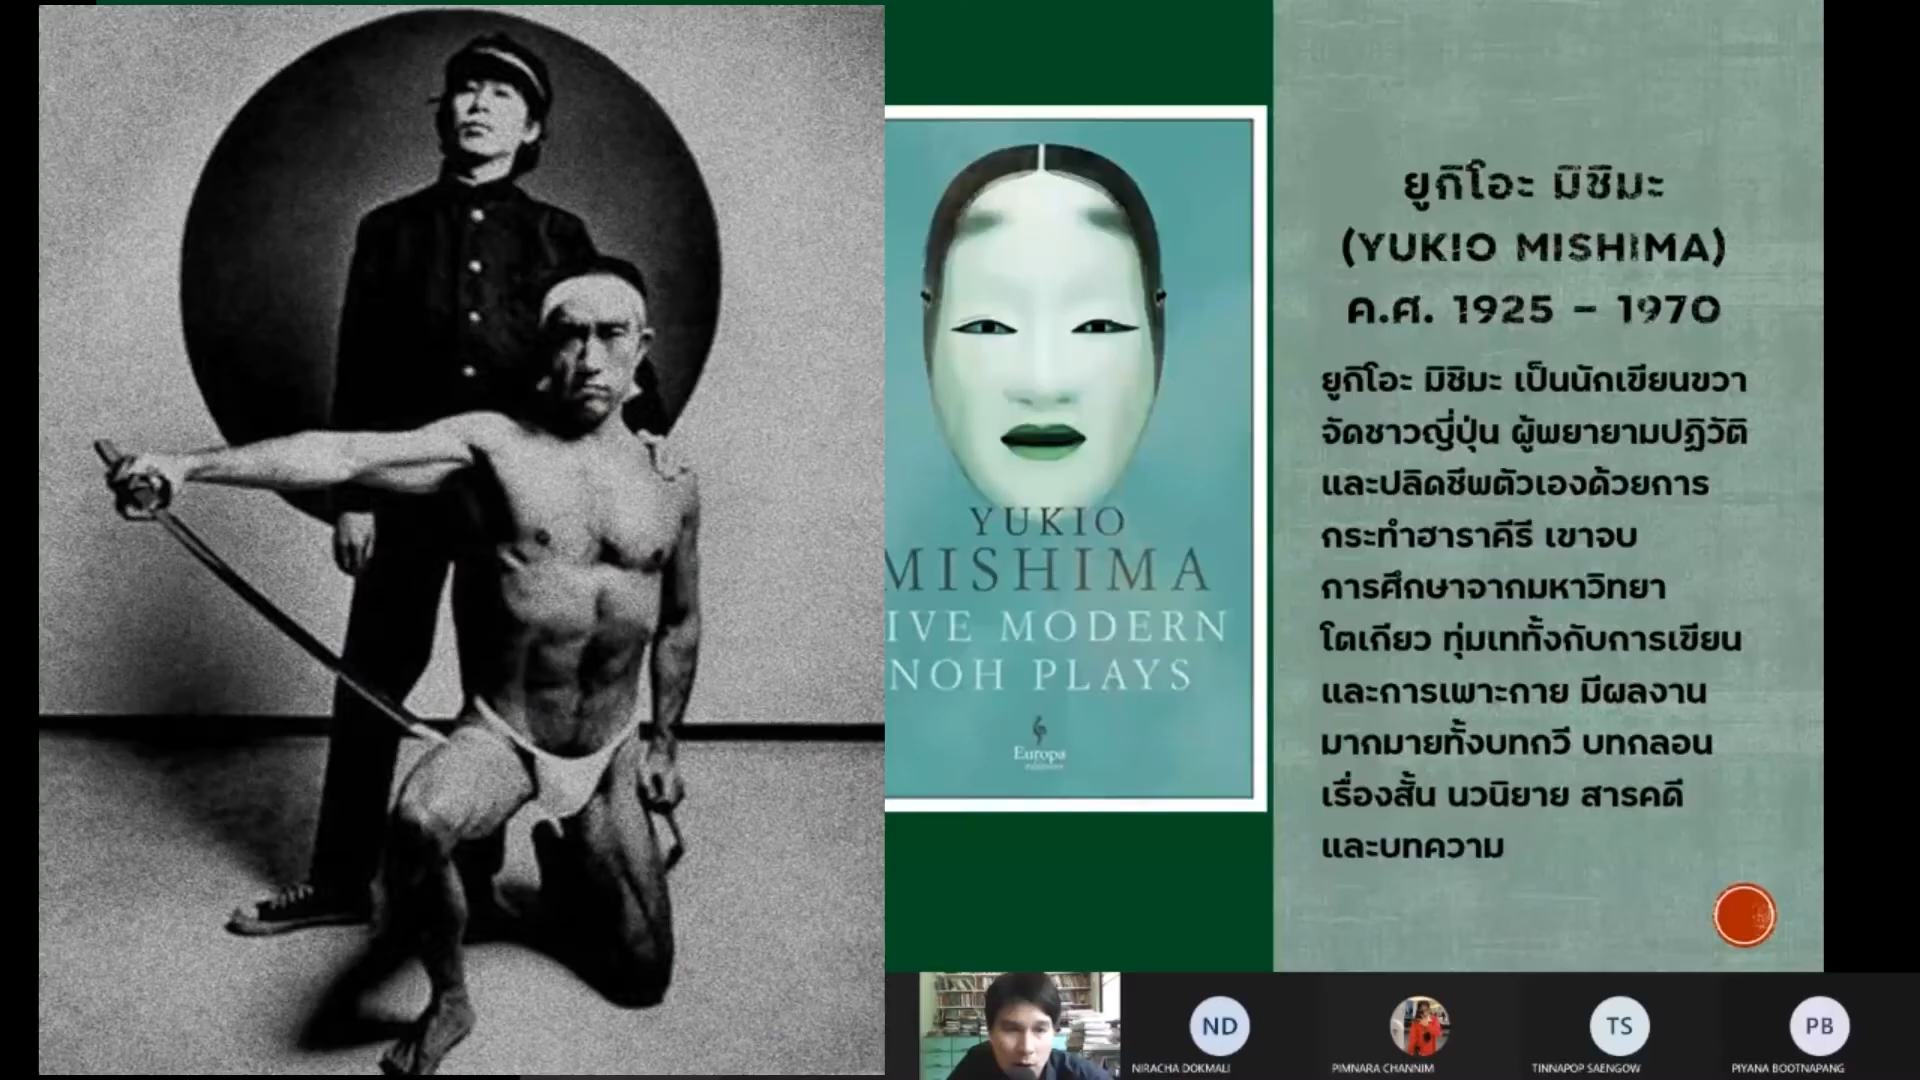 YUKIO
MISHIMA
IVE MODERN
NOH PLAYS
Europa
ยูกิโอะ มิชิมะ
(YUKIO MISHIMA)
ค.ศ. 1925 – 1970
ยูกิโอะ มิชิมะ เป็นนักเขียนขวา
จัดชาวญี่ปุ่น ผู้พยายามปฏิวัติ
และปลิดชีพตัวเองด้วยการ
กระทำฮาราคีรี เขาจบ
การศึกษาจากมหาวิทยา
โตเกียว ทุ่มเททั้งกับการเขียน
และการเพาะกาย มีผลงาน
มากมายทั้งบทกวี บทกลอน
เรื่องสั้น นวนิยาย สารคดี
และบทความ
ND
TS
PB
NIRACHA DOKMALI
PIMNARA CHANNIM
TINNAPOP SAENGOW
PIYANA BOOTNAPANG